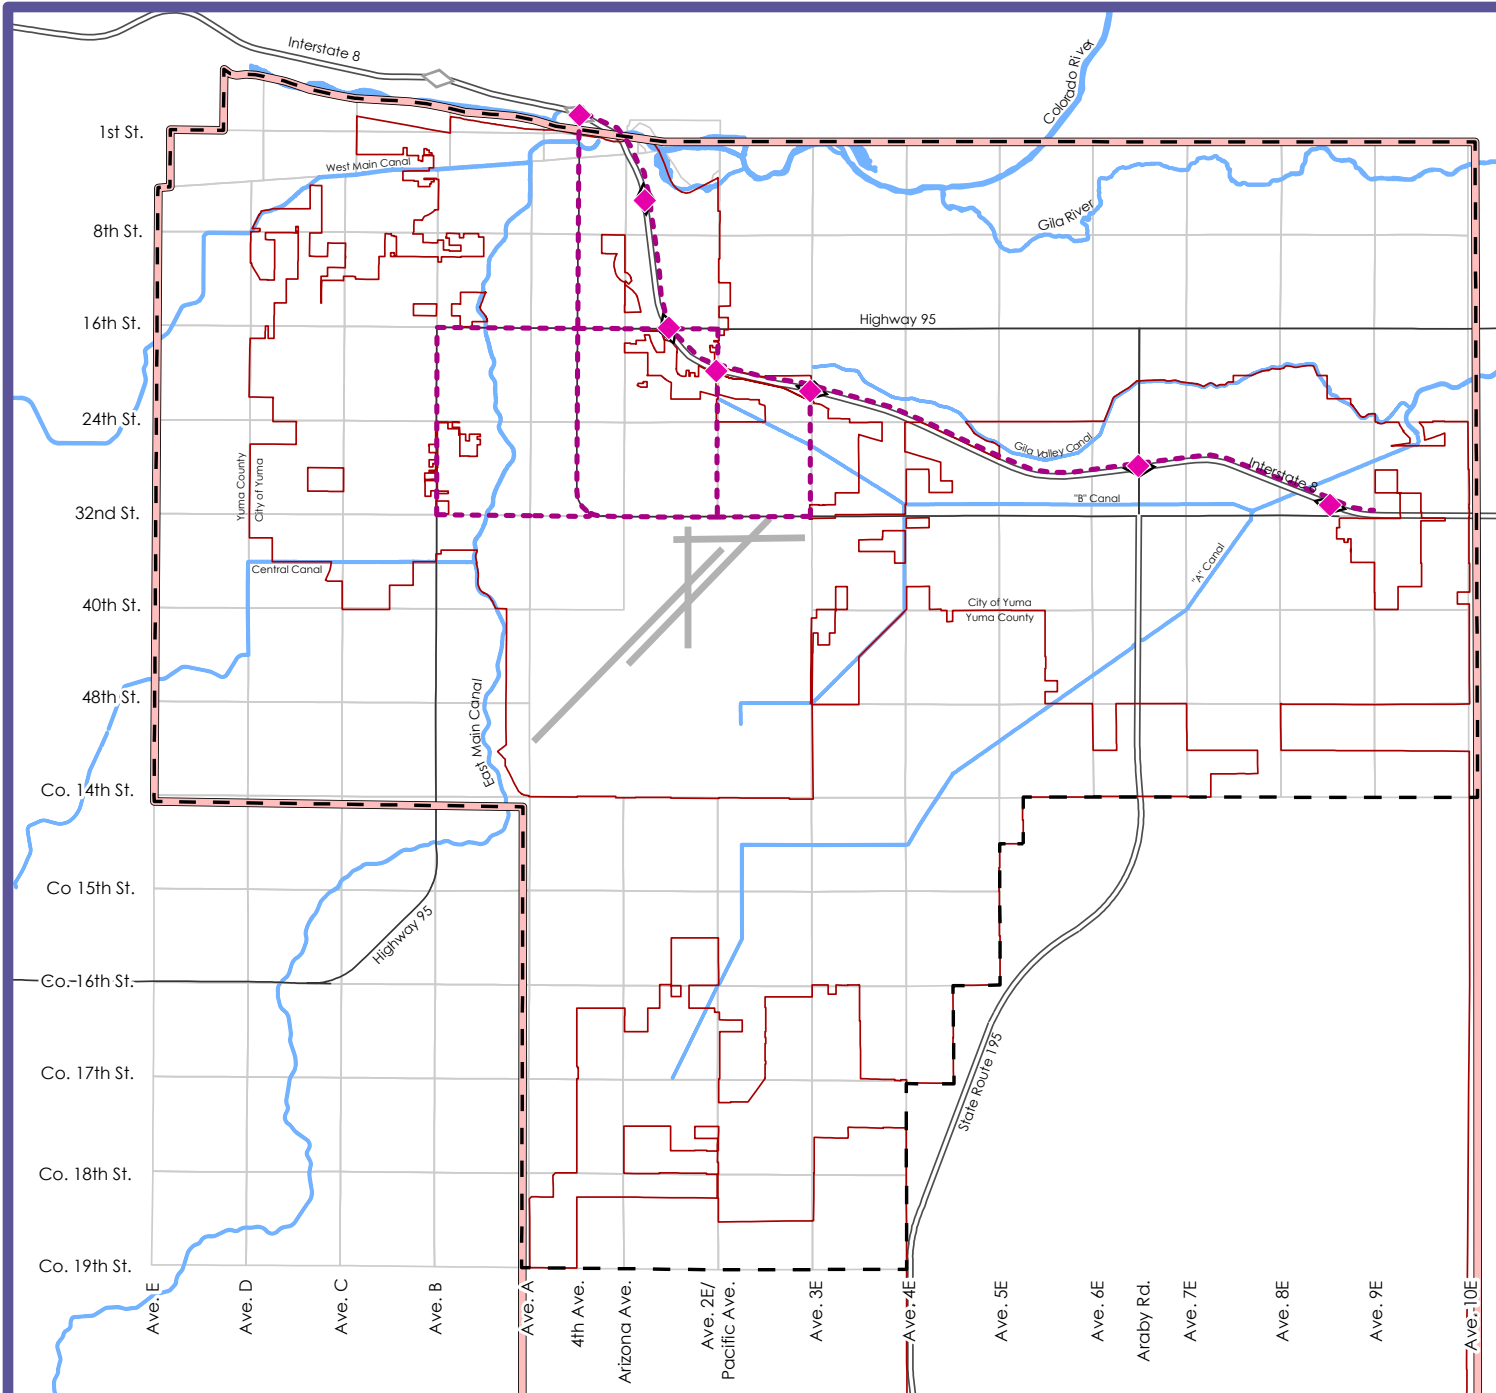 Interstate 8
Colorado River
1st St.
West Main Canal
Gila River
8th St.
16th St.
Highway 95
24th St.
Gila Valley Canal
Interstate 8
Yuma County
City of Yuma
"B" Canal
32nd St.
Central Canal
"A" Canal
40th St.
City of Yuma
Yuma County
48th St.
East Main Canal
Co. 14th St.
Co 15th St.
Highway 95
Co. 16th St.
Co. 17th St.
State Route 195
Co. 18th St.
Co. 19th St.
Ave. E
Ave. D
Ave. C
Ave. B
Ave. A
4th Ave.
Arizona Ave.
Ave. 2E/
Pacific Ave.
Ave. 3E
Ave. 4E
Ave. 5E
Ave. 6E
Araby Rd.
Ave. 7E
Ave. 8E
Ave. 9E
Ave. 10E